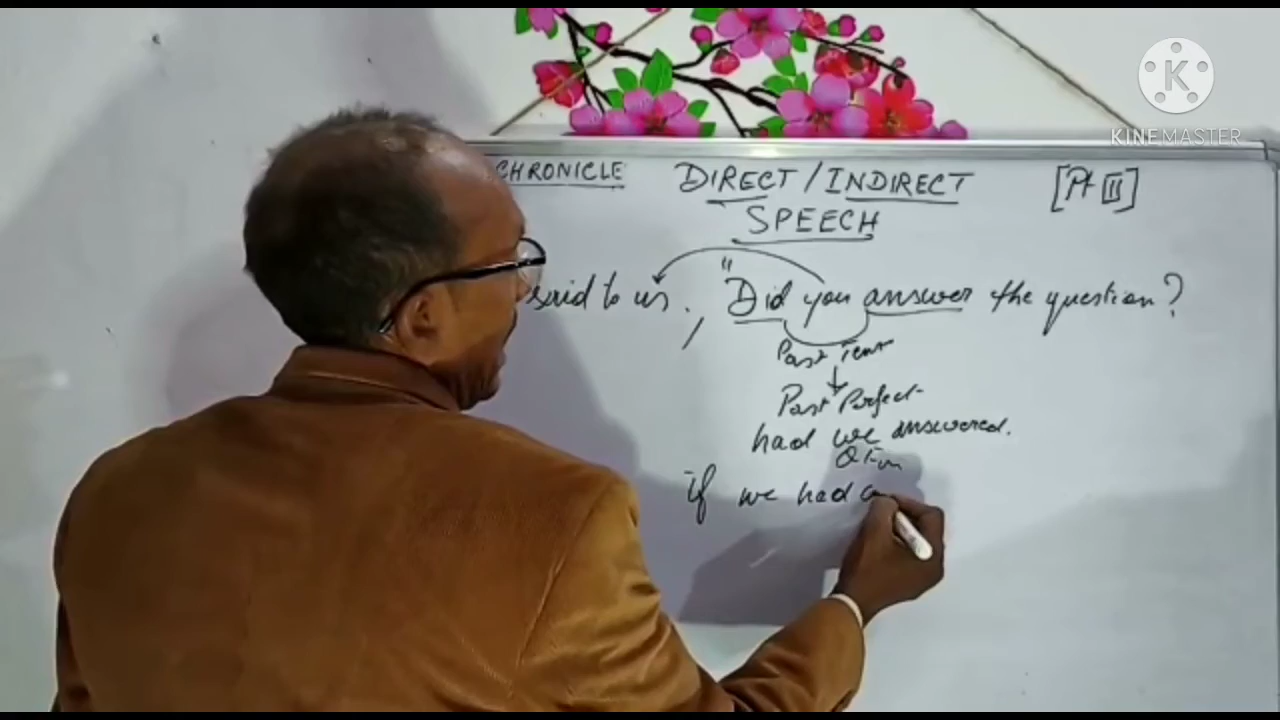 K
KINEMASTER
CHRONICLE DIRECT / INDIRECT [Pt II]
SPEECH
said to us, "Did you answer the question?
Past Tense
Past Perfect
had we answered.
if we had